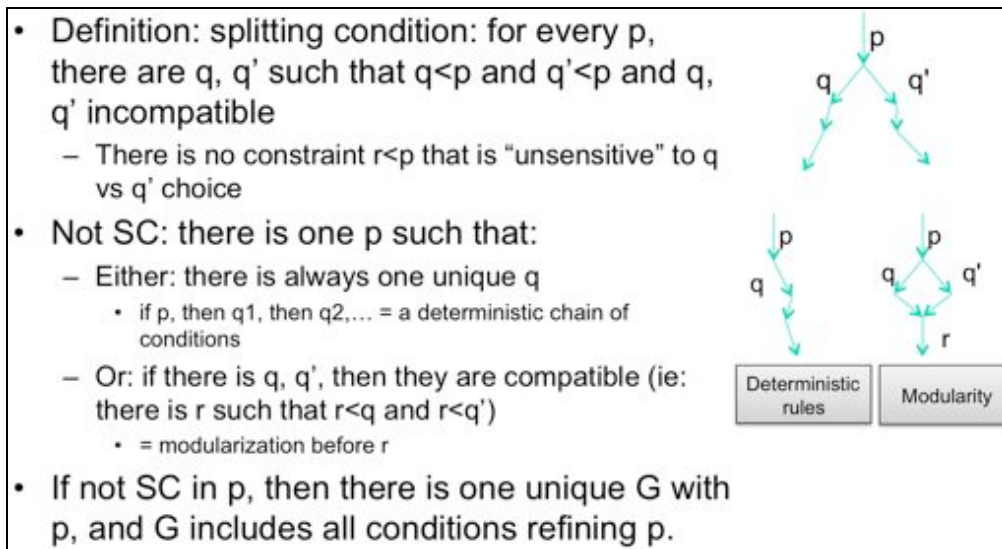 • Definition: splitting condition: for every p,
there are q, q’ such that q<p and q’<p and q,
q’ incompatible
– There is no constraint r<p that is “unsensitive” to q
vs q’ choice
• Not SC: there is one p such that:
– Either: there is always one unique q
• if p, then q1, then q2,… = a deterministic chain of
conditions
– Or: if there is q, q’, then they are compatible (ie:
there is r such that r<q and r<q’)
• = modularization before r
• If not SC in p, then there is one unique G with
p, and G includes all conditions refining p.
p
q q'
p
q
p
q q'
r
Deterministic
rules
Modularity